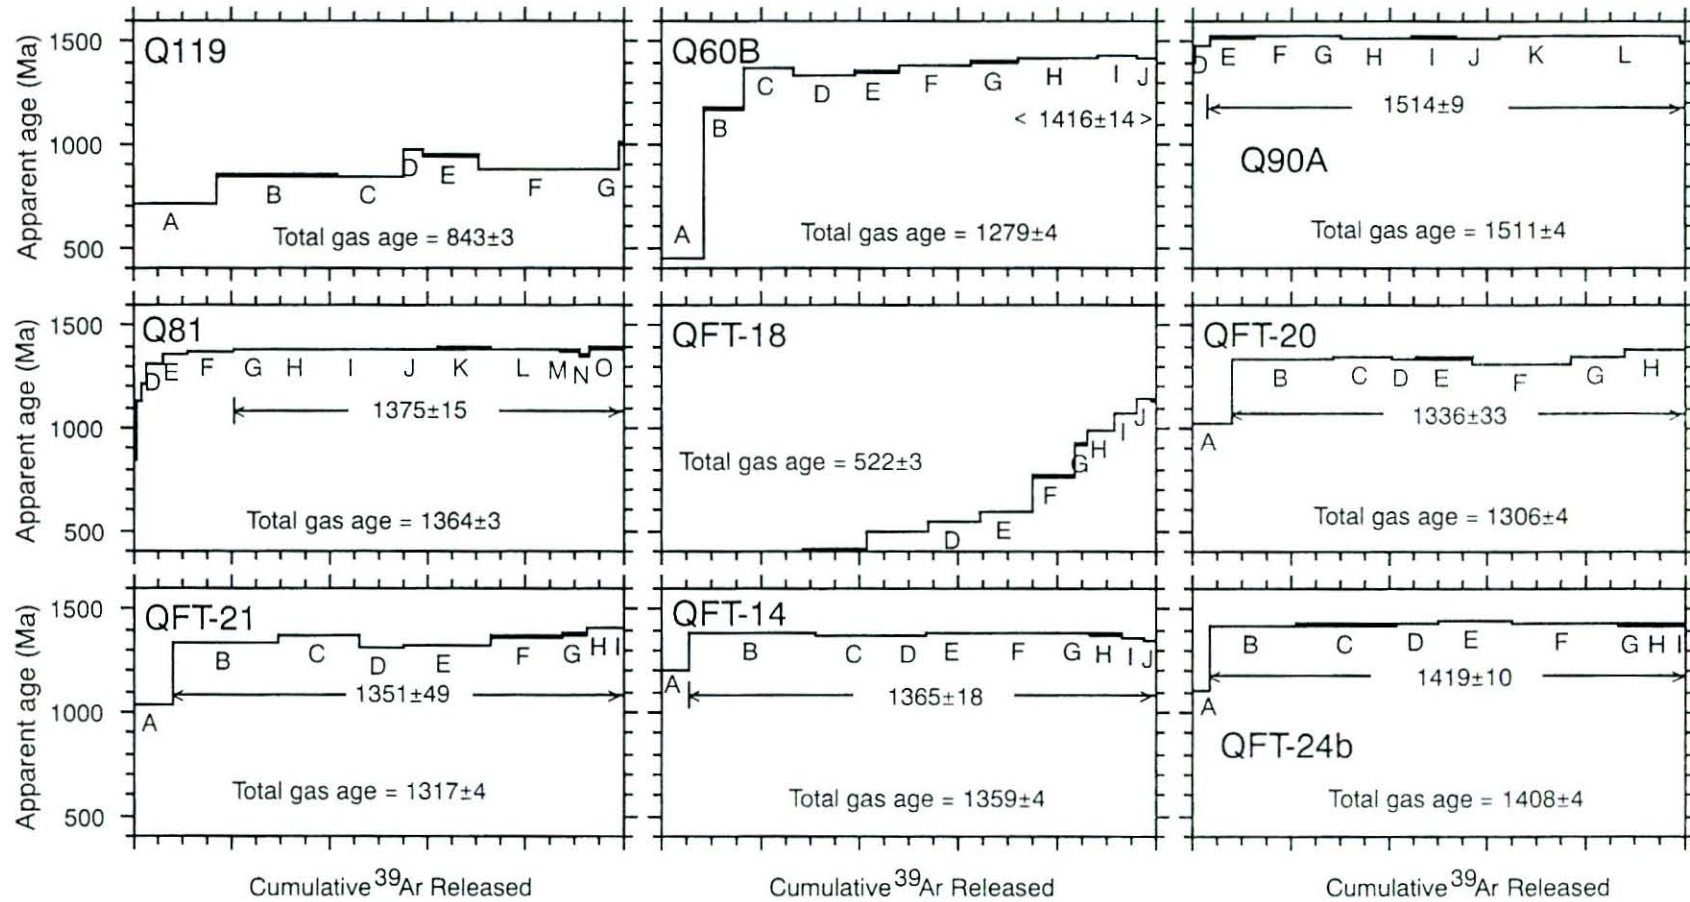 Apparent age (Ma)
1500
1000
500
Q119
A
B
C
D
E
F
G
Total gas age = 843±3
Q60B
A
B
C
D
E
F
G
H
I
J
< 1416±14 >
Total gas age = 1279±4
D
E
F
G
H
I
J
K
L
1514±9
Q90A
Total gas age = 1511±4
Apparent age (Ma)
1500
1000
500
Q81
D
E
F
G
H
I
J
K
L
M
N
O
1375±15
Total gas age = 1364±3
QFT-18
Total gas age = 522±3
D
E
F
G
H
I
J
QFT-20
A
B
C
D
E
F
G
H
1336±33
Total gas age = 1306±4
Apparent age (Ma)
1500
1000
500
QFT-21
A
B
C
D
E
F
G
H
I
1351±49
Total gas age = 1317±4
QFT-14
A
B
C
D
E
F
G
H
I
J
1365±18
Total gas age = 1359±4
A
B
C
D
E
F
G
H
I
1419±10
QFT-24b
Total gas age = 1408±4
Cumulative ³⁹Ar Released
Cumulative ³⁹Ar Released
Cumulative ³⁹Ar Released